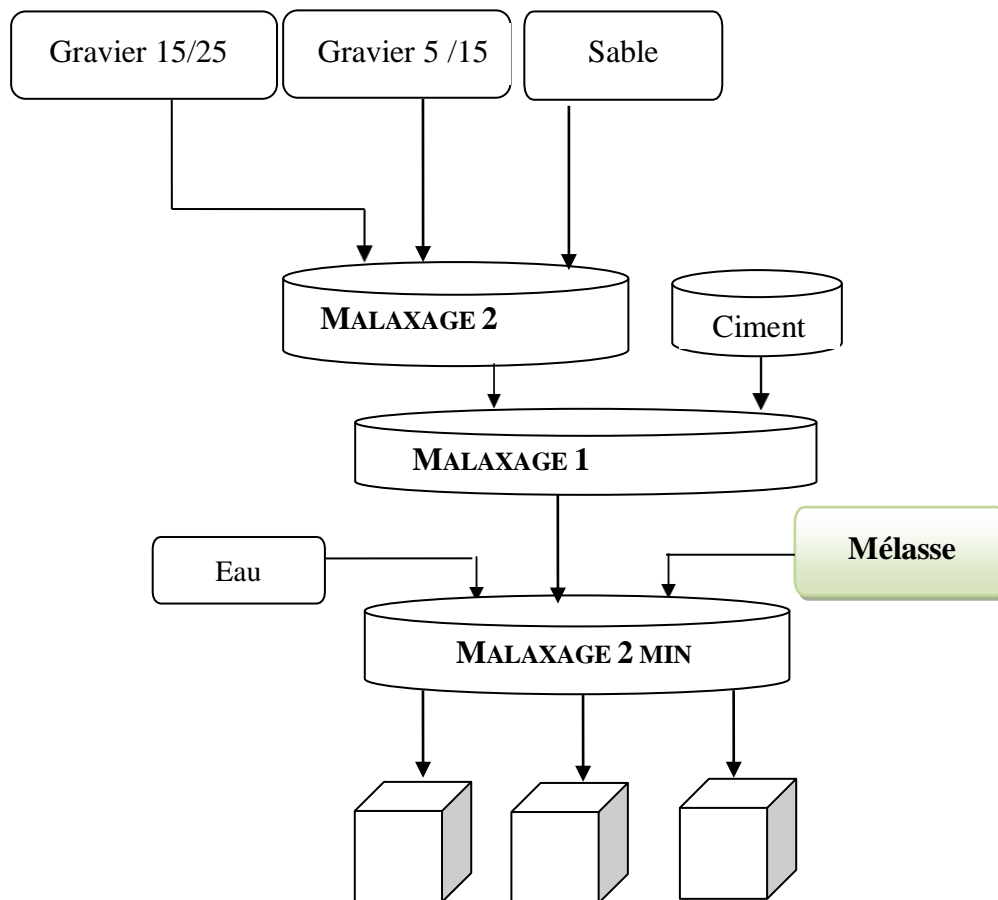 Gravier 15/25
Gravier 5 /15
Sable
MALAXAGE 2
Ciment
MALAXAGE 1
Eau
Mélasse
MALAXAGE 2 MIN